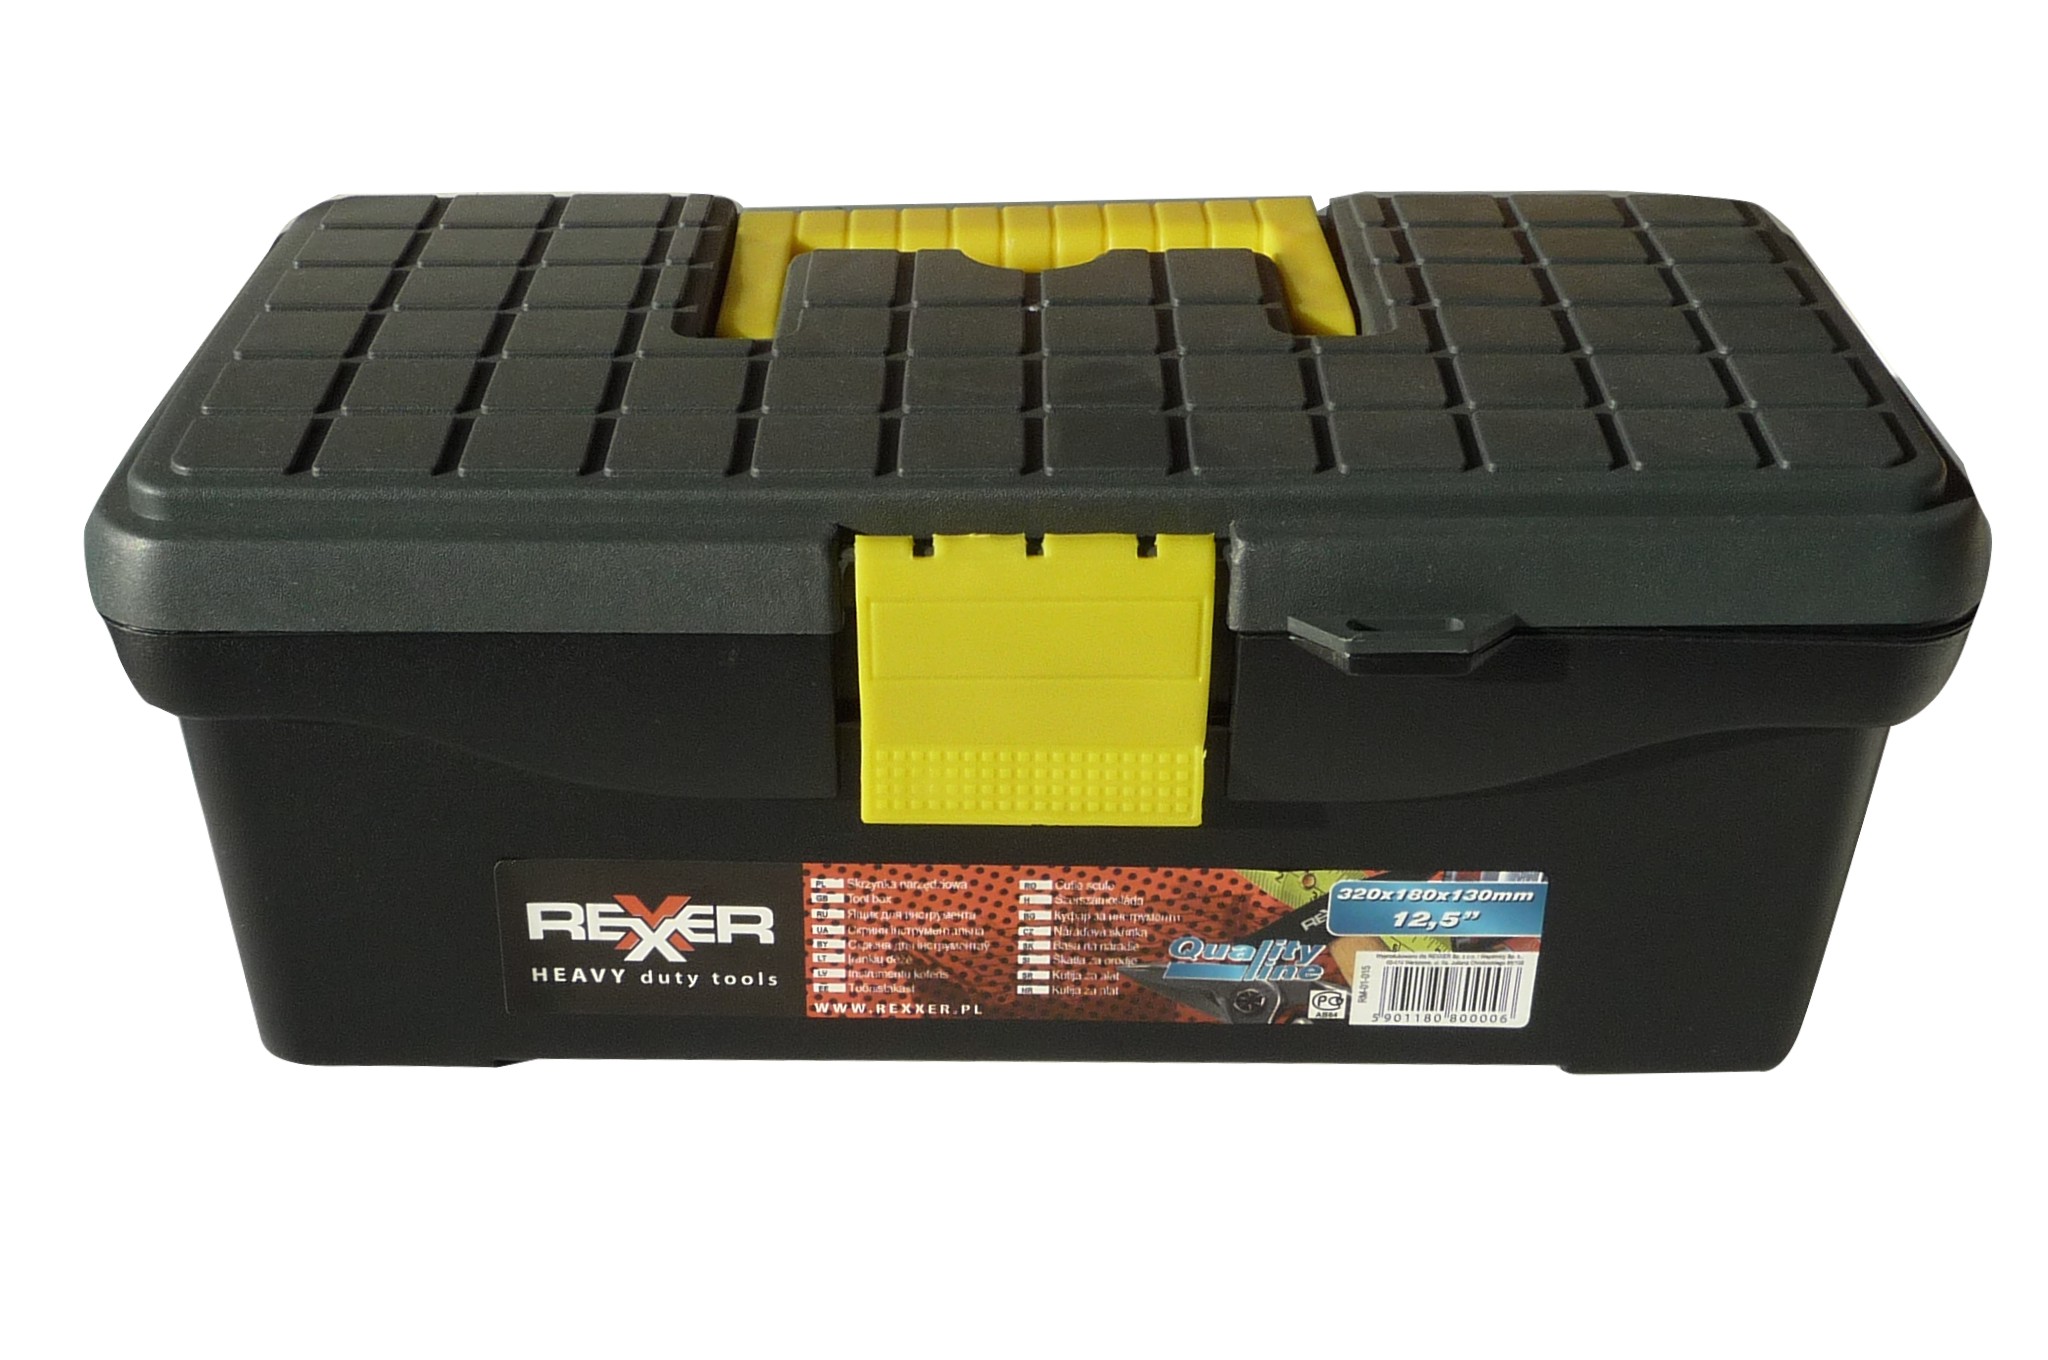 REXXER
HEAVY duty tools
PL Skrzynka narzędziowa
GB Tool box
RU Ящик для инструмента
UA Скриня інструментальна
BY Скрыня для інструментаў
LT Įrankių dėžė
LV Instrumentu koferis
EE Tööriistakast
WWW.REXXER.PL
RO Cutie scule
H Szerszámosláda
BG Куфар за инструменти
CZ Nářaďová skříňka
SK Basa na náradie
SI Škatla za orodje
SR Kutija za alat
HR Kutija za alat
Quality line
320x180x130mm
12,5”
RM-01-015
5 901180 800006
PC
AB84